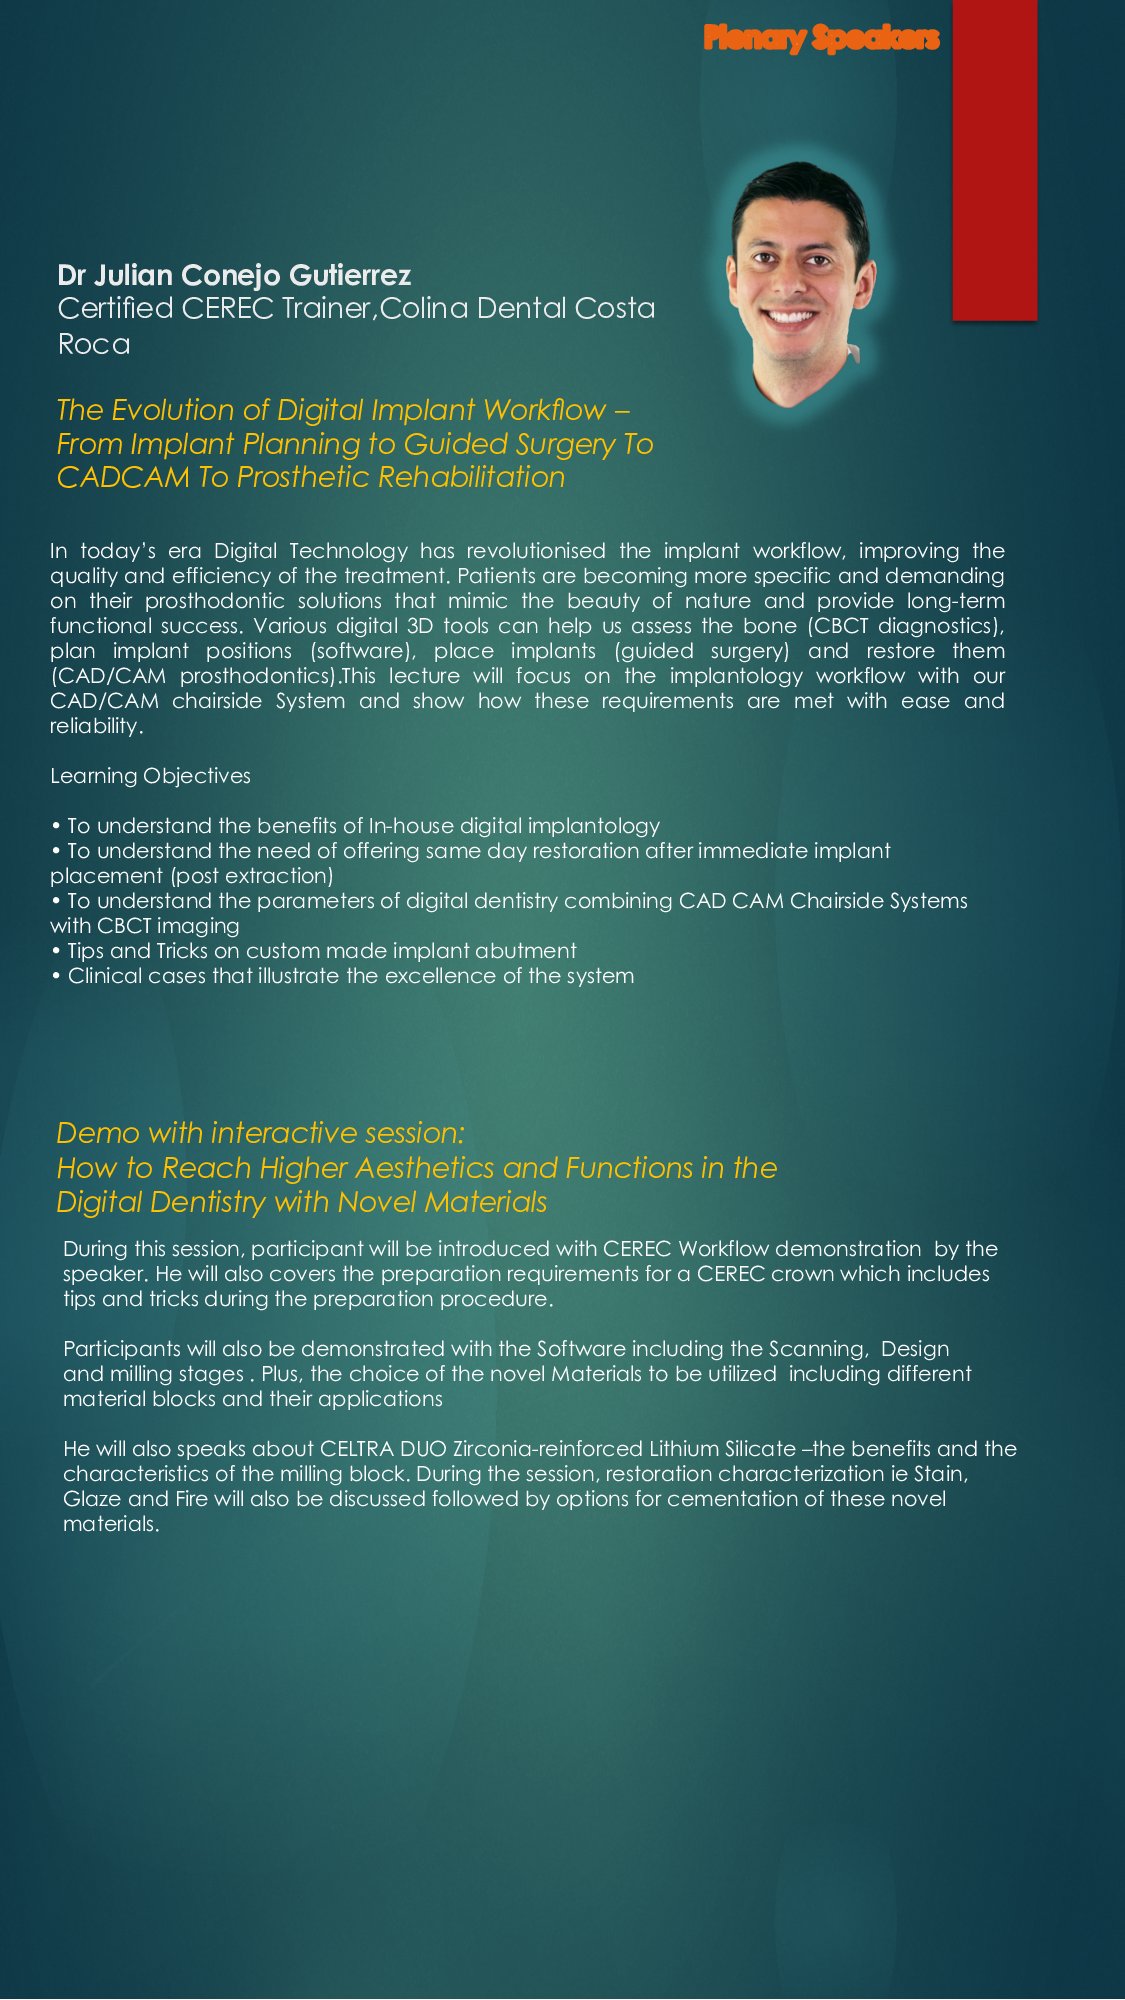 Plenary Speakers
Dr Julian Conejo Gutierrez
Certified CEREC Trainer,Colina Dental Costa
Roca
The Evolution of Digital Implant Workflow –
From Implant Planning to Guided Surgery To
CADCAM To Prosthetic Rehabilitation
In today’s era Digital Technology has revolutionised the implant workflow, improving the
quality and efficiency of the treatment. Patients are becoming more specific and demanding
on their prosthodontic solutions that mimic the beauty of nature and provide long-term
functional success. Various digital 3D tools can help us assess the bone (CBCT diagnostics),
plan implant positions (software), place implants (guided surgery) and restore them
(CAD/CAM prosthodontics).This lecture will focus on the implantology workflow with our
CAD/CAM chairside System and show how these requirements are met with ease and
reliability.
Learning Objectives
• To understand the benefits of In-house digital implantology
• To understand the need of offering same day restoration after immediate implant
placement (post extraction)
• To understand the parameters of digital dentistry combining CAD CAM Chairside Systems
with CBCT imaging
• Tips and Tricks on custom made implant abutment
• Clinical cases that illustrate the excellence of the system
Demo with interactive session:
How to Reach Higher Aesthetics and Functions in the
Digital Dentistry with Novel Materials
During this session, participant will be introduced with CEREC Workflow demonstration  by the
speaker. He will also covers the preparation requirements for a CEREC crown which includes
tips and tricks during the preparation procedure.
Participants will also be demonstrated with the Software including the Scanning,  Design
and milling stages . Plus, the choice of the novel Materials to be utilized  including different
material blocks and their applications
He will also speaks about CELTRA DUO Zirconia-reinforced Lithium Silicate –the benefits and the
characteristics of the milling block. During the session, restoration characterization ie Stain,
Glaze and Fire will also be discussed followed by options for cementation of these novel
materials.